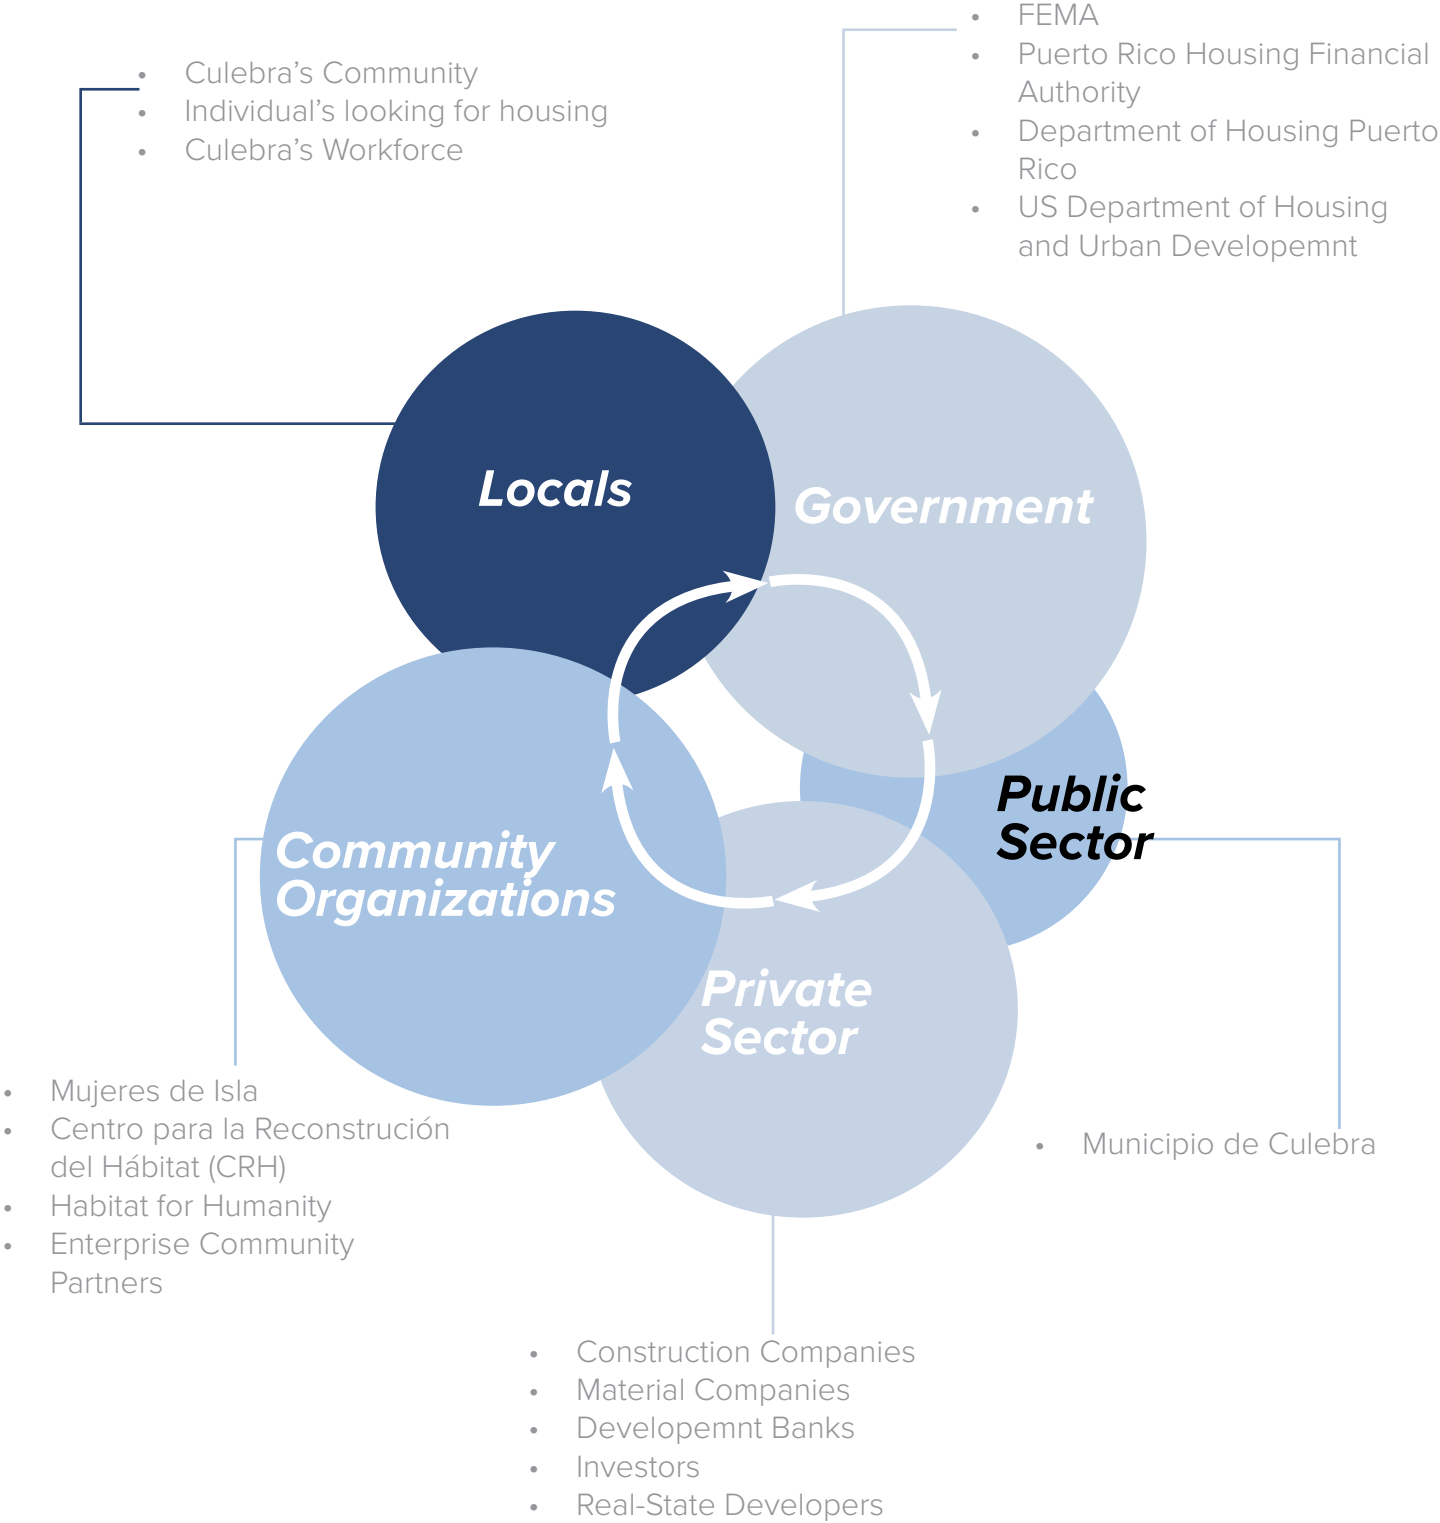 • FEMA
• Puerto Rico Housing Financial
Authority
• Department of Housing Puerto
Rico
• US Department of Housing
and Urban Developemnt
• Culebra’s Community
• Individual’s looking for housing
• Culebra’s Workforce
Locals
Government
Public
Sector
Community
Organizations
Private
Sector
• Mujeres de Isla
• Centro para la Reconstrución
del Hábitat (CRH)
• Habitat for Humanity
• Enterprise Community
Partners
• Municipio de Culebra
• Construction Companies
• Material Companies
• Developemnt Banks
• Investors
• Real-State Developers